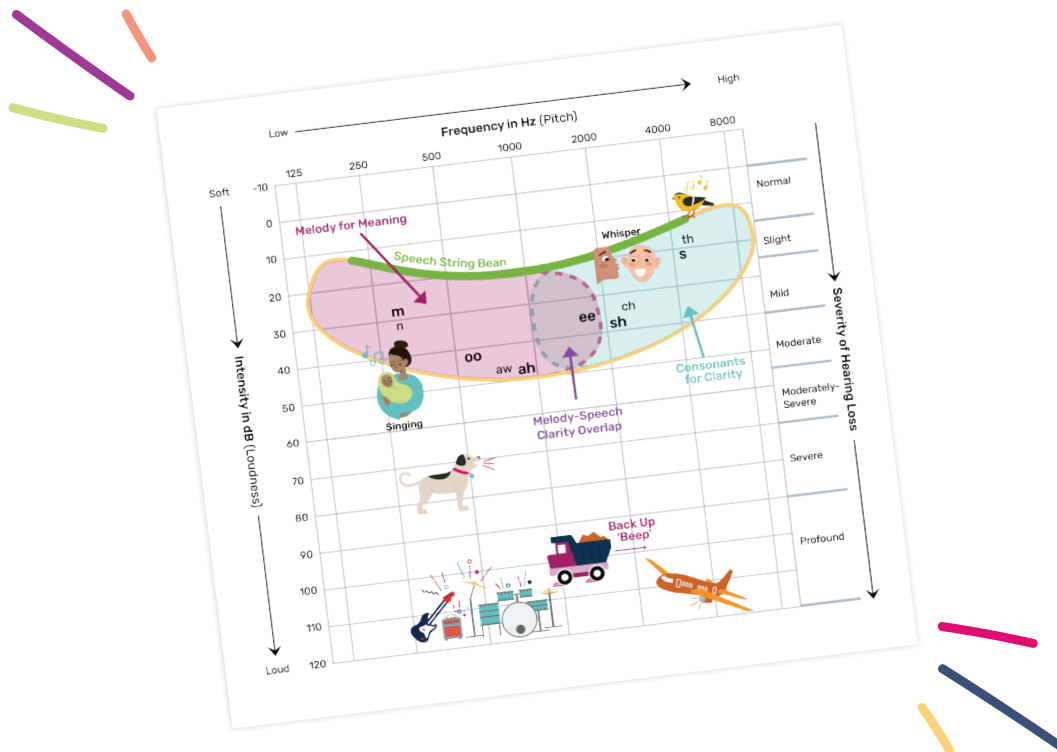 Low
High
Frequency in Hz (Pitch)
125
250
500
1000
2000
4000
8000
Soft
-10
0
10
20
30
40
50
60
70
80
90
100
110
120
Loud
Intensity in dB (Loudness)
Melody for Meaning
Speech String Bean
Whisper
th
s
m
n
ee
ch
sh
oo
aw
ah
Singing
Melody-Speech
Clarity Overlap
Consonants
for Clarity
Back Up
'Beep'
Normal
Slight
Mild
Moderate
Moderately-
Severe
Severe
Profound
Severity of Hearing Loss